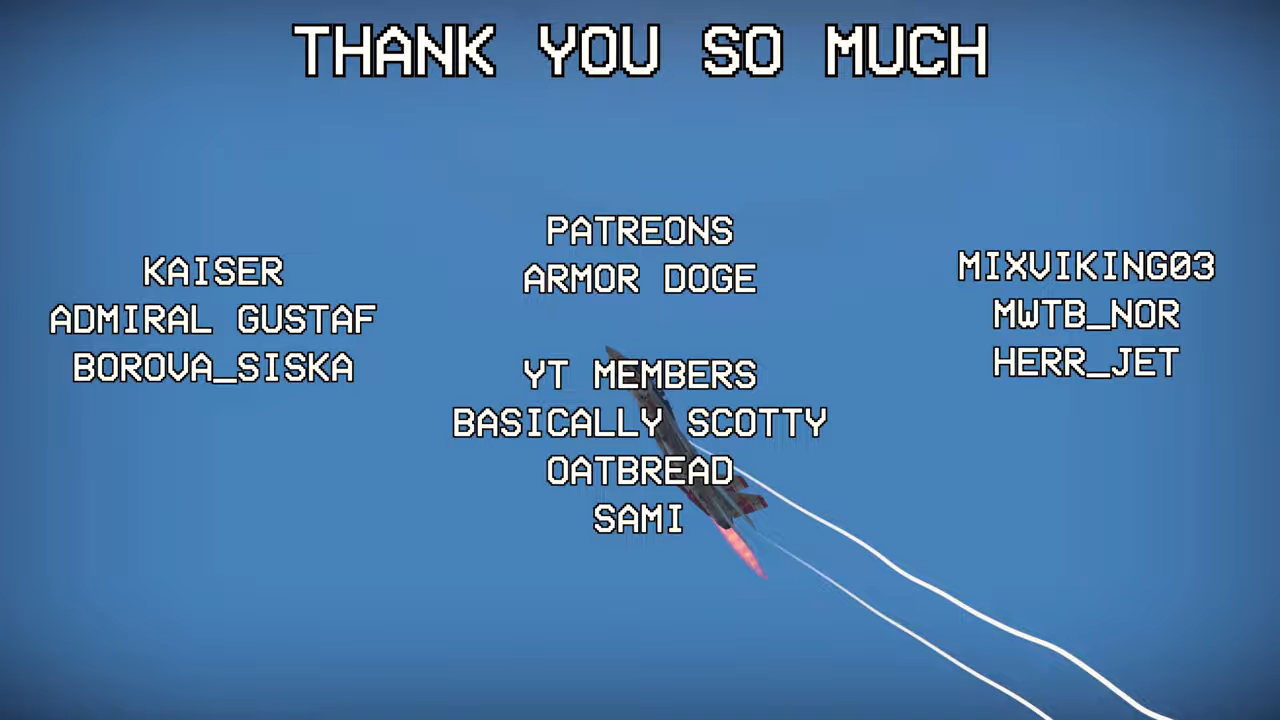 THANK YOU SO MUCH
KAISER
ADMIRAL GUSTAF
BOROVA_SISKA
PATREONS
ARMOR DOGE
YT MEMBERS
BASICALLY SCOTTY
OATBREAD
SAMI
MIXVIKING03
MWTB_NOR
HERR_JET